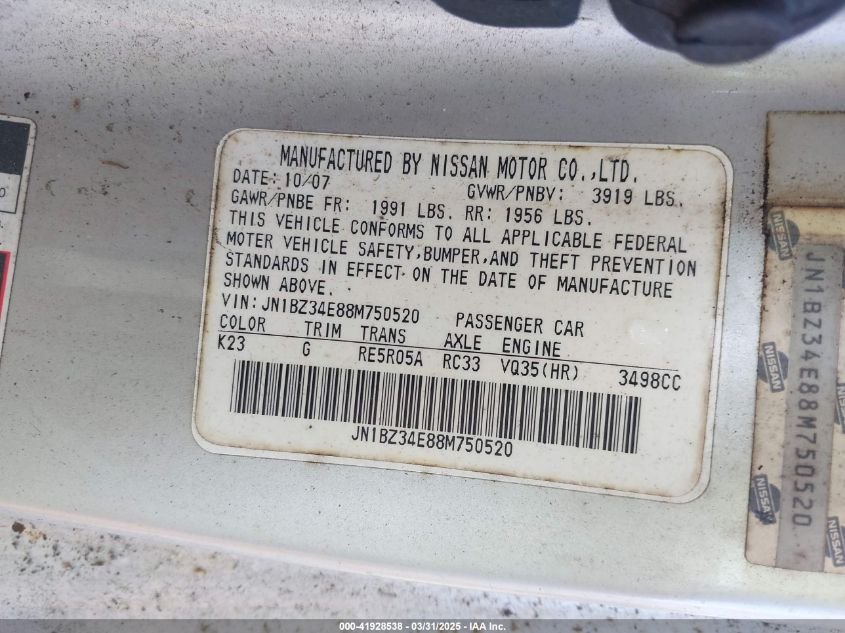 MANUFACTURED BY NISSAN MOTOR CO.,LTD.
DATE: 10/07 GVWR/PNBV: 3919 LBS.
GAWR/PNBE FR: 1991 LBS. RR: 1956 LBS.
THIS VEHICLE CONFORMS TO ALL APPLICABLE FEDERAL
MOTER VEHICLE SAFETY, BUMPER, AND THEFT PREVENTION
STANDARDS IN EFFECT ON THE DATE OF MANUFACTURE
SHOWN ABOVE.
VIN: JN1BZ34E88M750520 PASSENGER CAR
COLOR TRIM TRANS AXLE ENGINE
K23 G RE5R05A RC33 VQ35(HR) 3498CC
JN1BZ34E88M750520
JN1BZ34E88M750520
NISSAN
NISSAN
NISSAN
NISSAN
000-41928538 - 03/31/2025 - IAA Inc.